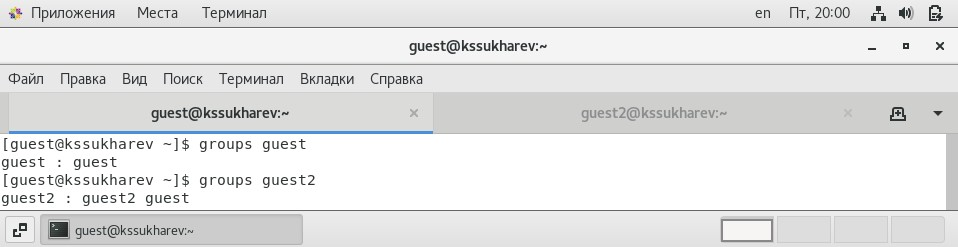 Приложения Места Терминал en Пт, 20:00
guest@kssukharev:~
Файл Правка Вид Поиск Терминал Вкладки Справка
guest@kssukharev:~ guest2@kssukharev:~
[guest@kssukharev ~]$ groups guest
guest : guest
[guest@kssukharev ~]$ groups guest2
guest2 : guest2 guest
guest@kssukharev:~